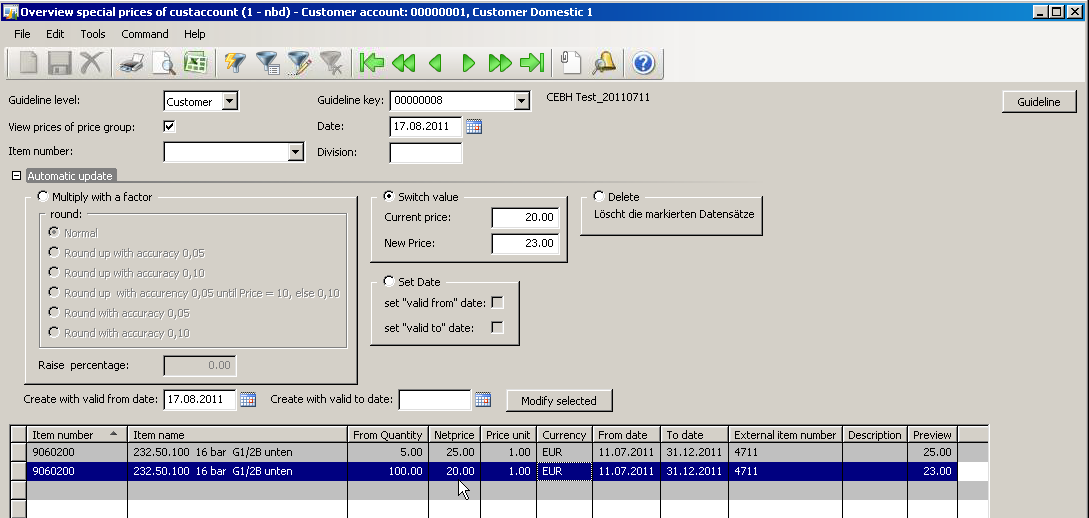 Overview special prices of custaccount (1 - nbd) - Customer account: 00000001, Customer Domestic 1
File Edit Tools Command Help
Guideline level: Customer Guideline key: 00000008 CEBH Test_20110711 Guideline
View prices of price group: Date: 17.08.2011
Item number: Division:
Automatic update
Multiply with a factor Switch value Delete
round: Current price: 20.00 Löscht die markierten Datensätze
Normal
New Price: 23.00
Round up with accuracy 0,05
Round up with accuracy 0,10
Set Date
Round up with accurency 0,05 until Price = 10, else 0,10
set "valid from" date:
Round with accuracy 0,05
set "valid to" date:
Round with accuracy 0,10
Raise percentage: 0.00
Create with valid from date: 17.08.2011 Create with valid to date: Modify selected
Item number Item name From Quantity Netprice Price unit Currency From date To date External item number Description Preview
9060200 232.50.100 16 bar G1/2B unten 5.00 25.00 1.00 EUR 11.07.2011 31.12.2011 4711 25.00
9060200 232.50.100 16 bar G1/2B unten 100.00 20.00 1.00 EUR 11.07.2011 31.12.2011 4711 23.00